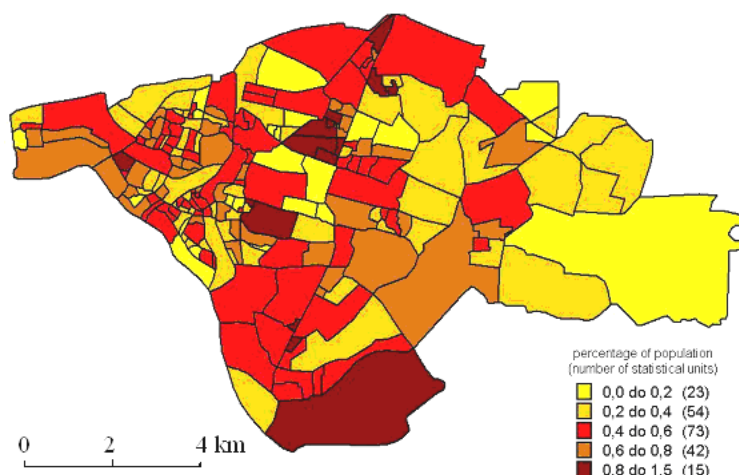 percentage of population
(number of statistical units)
0,0 do 0,2 (23)
0,2 do 0,4 (54)
0,4 do 0,6 (73)
0,6 do 0,8 (42)
0,8 do 1,5 (15)
0 2 4 km